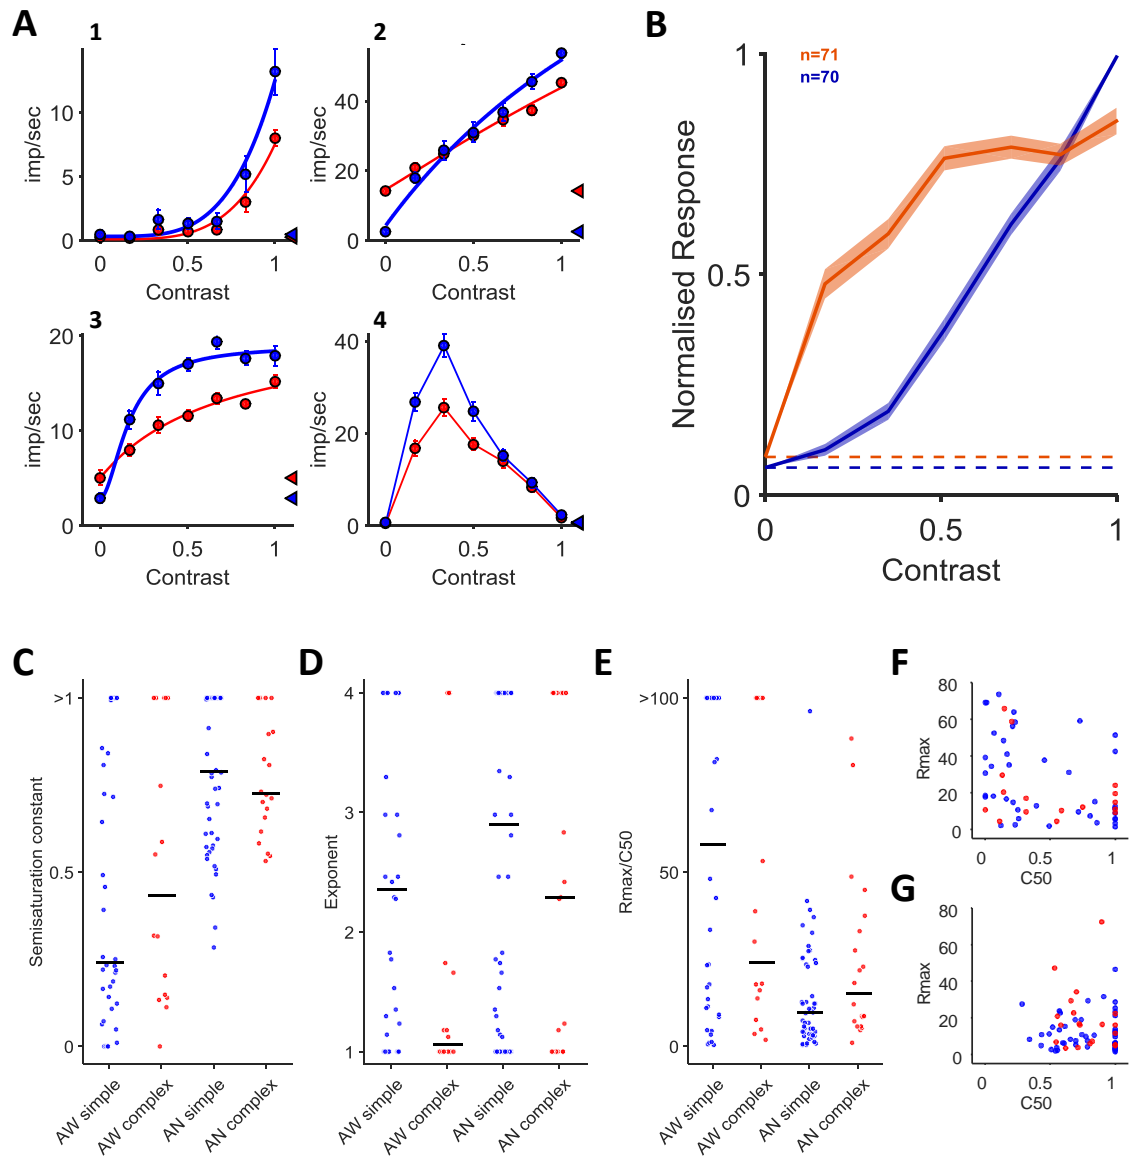 A
1
10
5
0
imp/sec
0
0.5
1
Contrast
2
40
20
0
imp/sec
0
0.5
1
Contrast
3
20
10
0
imp/sec
0
0.5
1
Contrast
4
40
20
0
imp/sec
0
0.5
1
Contrast
B
n=71
n=70
1
0.5
0
Normalised Response
0
0.5
1
Contrast
C
>1
0.5
0
Semisaturation constant
AW simple
AW complex
AN simple
AN complex
D
4
3
2
1
Exponent
AW simple
AW complex
AN simple
AN complex
E
>100
50
0
Rmax/C50
AW simple
AW complex
AN simple
AN complex
F
80
60
40
20
0
Rmax
0
0.5
1
C50
G
80
60
40
20
0
Rmax
0
0.5
1
C50